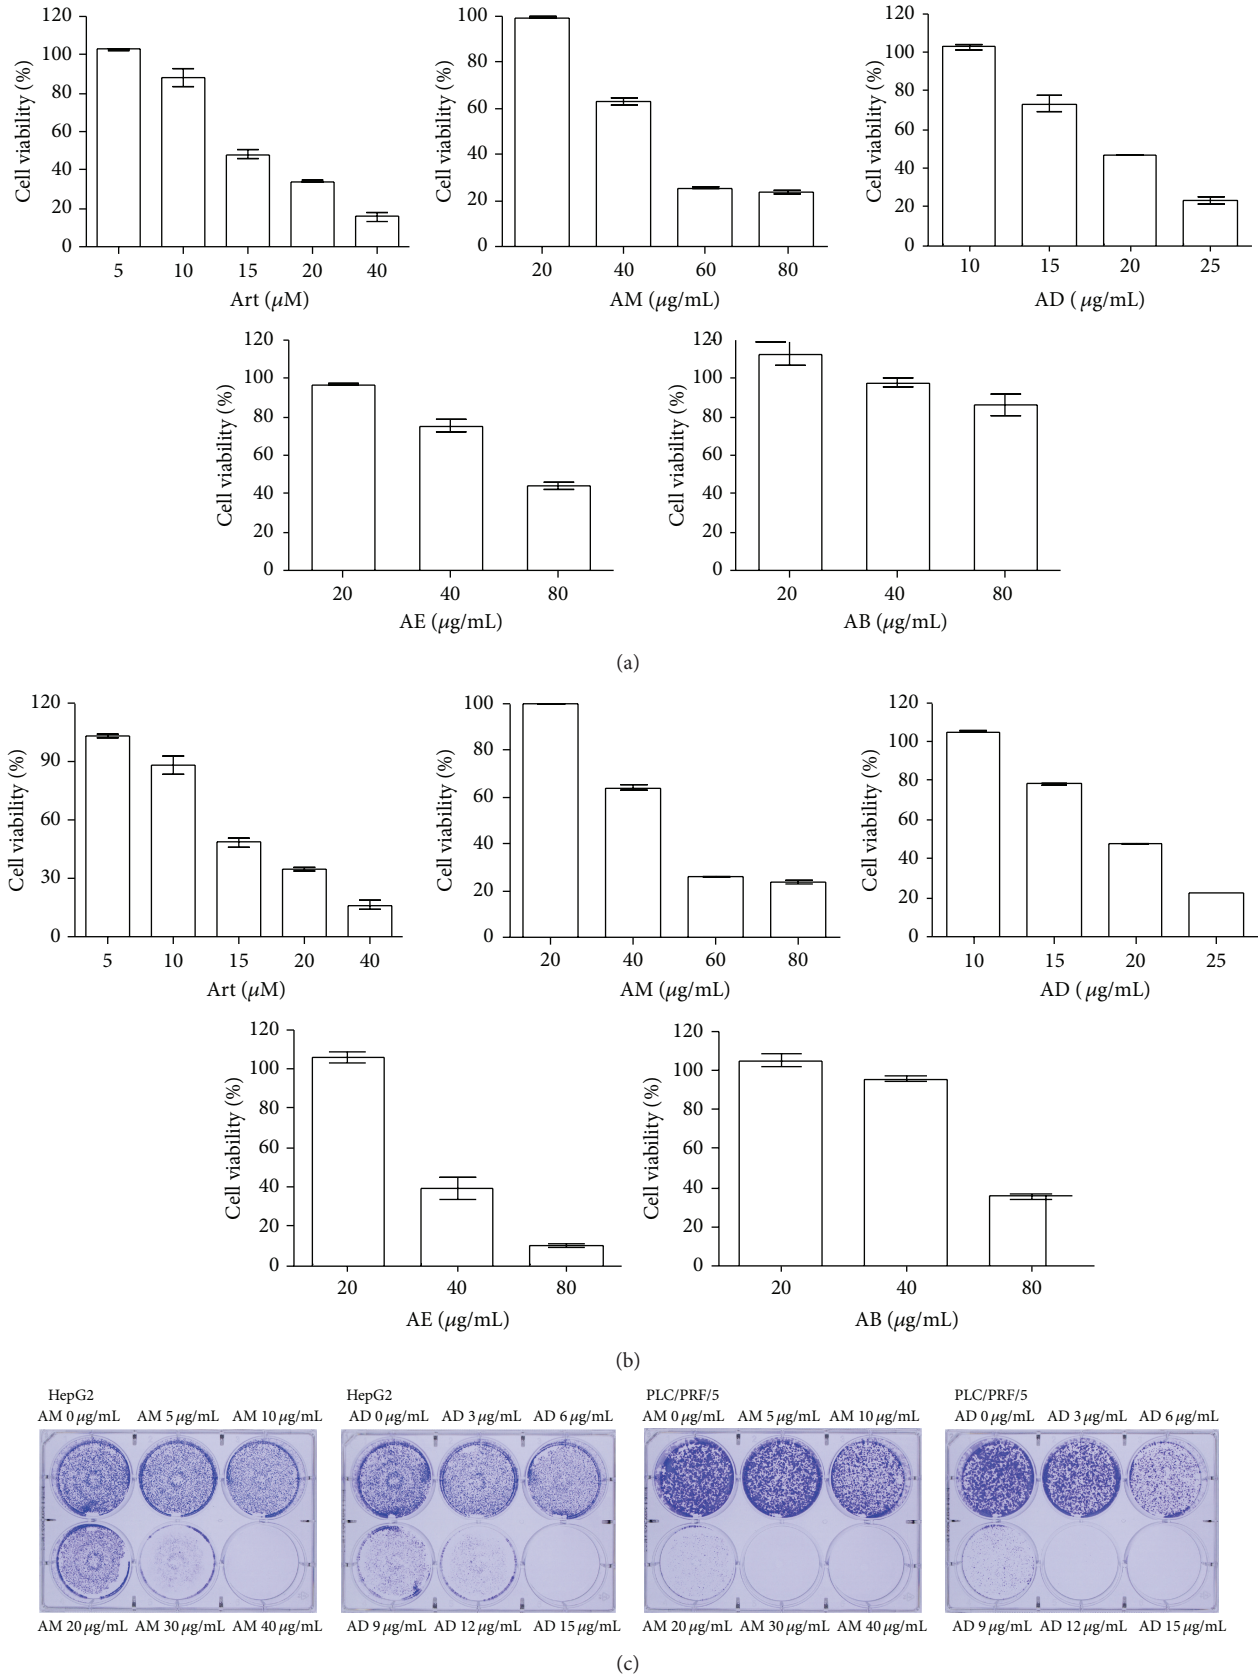 120
100
80
60
40
20
0
Cell viability (%)
5 10 15 20 40
Art (μM)
100
80
60
40
20
0
Cell viability (%)
20 40 60 80
AM (μg/mL)
120
100
80
60
40
20
0
Cell viability (%)
10 15 20 25
AD ( μg/mL)
120
100
80
60
40
20
0
Cell viability (%)
20 40 80
AE (μg/mL)
120
100
80
60
40
20
0
Cell viability (%)
20 40 80
AB (μg/mL)
(a)
120
90
60
30
0
Cell viability (%)
5 10 15 20 40
Art (μM)
100
80
60
40
20
0
Cell viability (%)
20 40 60 80
AM (μg/mL)
120
100
80
60
40
20
0
Cell viability (%)
10 15 20 25
AD ( μg/mL)
120
100
80
60
40
20
0
Cell viability (%)
20 40 80
AE (μg/mL)
120
100
80
60
40
20
0
Cell viability (%)
20 40 80
AB (μg/mL)
(b)
HepG2
AM 0 μg/mL AM 5 μg/mL AM 10 μg/mL
AM 20 μg/mL AM 30 μg/mL AM 40 μg/mL
HepG2
AD 0 μg/mL AD 3 μg/mL AD 6 μg/mL
AD 9 μg/mL AD 12 μg/mL AD 15 μg/mL
PLC/PRF/5
AM 0 μg/mL AM 5 μg/mL AM 10 μg/mL
AM 20 μg/mL AM 30 μg/mL AM 40 μg/mL
PLC/PRF/5
AD 0 μg/mL AD 3 μg/mL AD 6 μg/mL
AD 9 μg/mL AD 12 μg/mL AD 15 μg/mL
(c)